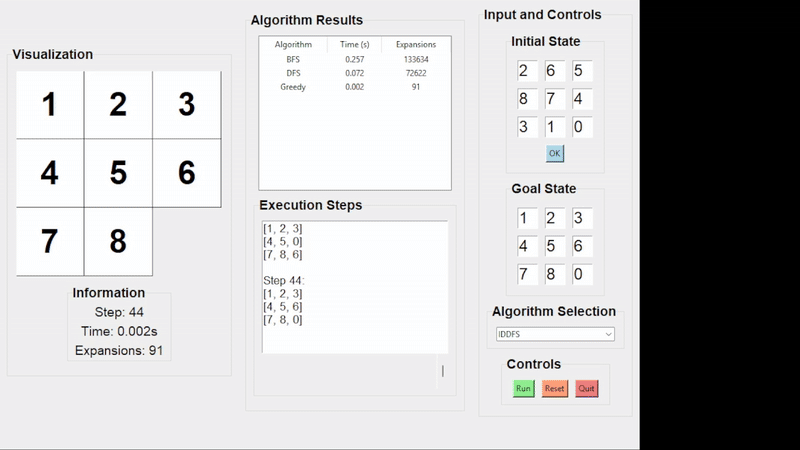 Visualization
1 2 3
4 5 6
7 8
Information
Step: 44
Time: 0.002s
Expansions: 91
Algorithm Results
Algorithm Time (s) Expansions
BFS 0.257 133634
DFS 0.072 72622
Greedy 0.002 91
Execution Steps
[1, 2, 3]
[4, 5, 0]
[7, 8, 6]
Step 44:
[1, 2, 3]
[4, 5, 6]
[7, 8, 0]
Input and Controls
Initial State
2 6 5
8 7 4
3 1 0
OK
Goal State
1 2 3
4 5 6
7 8 0
Algorithm Selection
IDDFS
Controls
Run Reset Quit